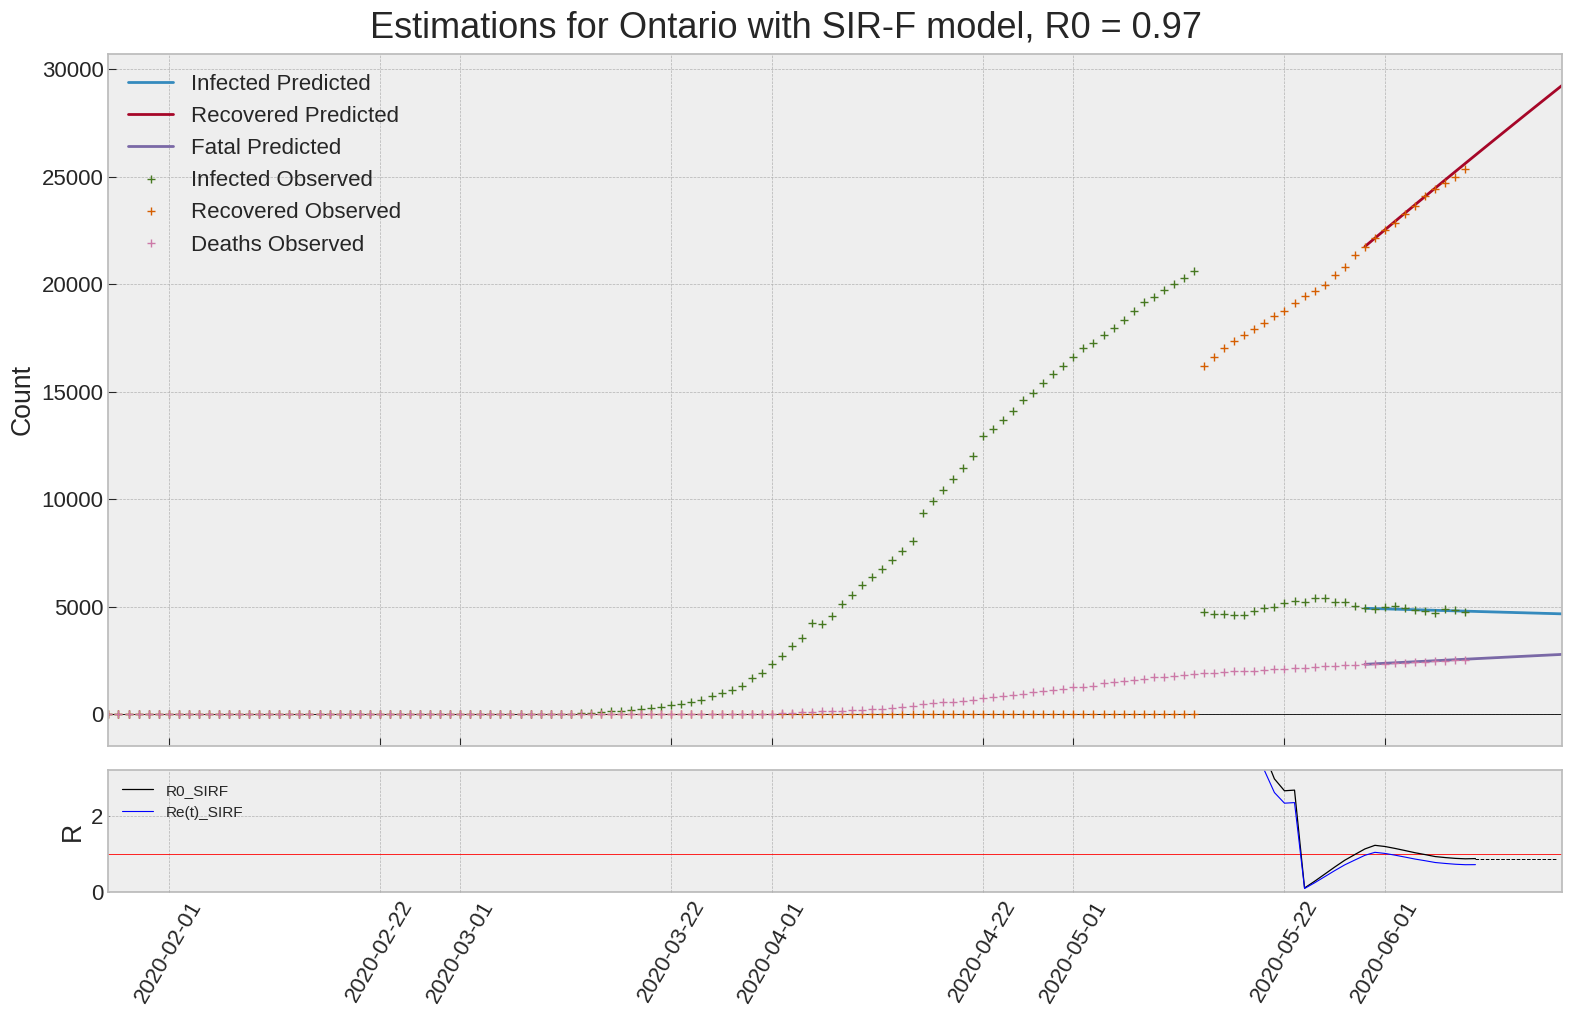 Estimations for Ontario with SIR-F model, R0 = 0.97
30000
25000
20000
15000
10000
5000
0
Count
Infected Predicted
Recovered Predicted
Fatal Predicted
Infected Observed
Recovered Observed
Deaths Observed
2
0
R
R0_SIRF
Re(t)_SIRF
2020-02-01
2020-02-22
2020-03-01
2020-03-22
2020-04-01
2020-04-22
2020-05-01
2020-05-22
2020-06-01